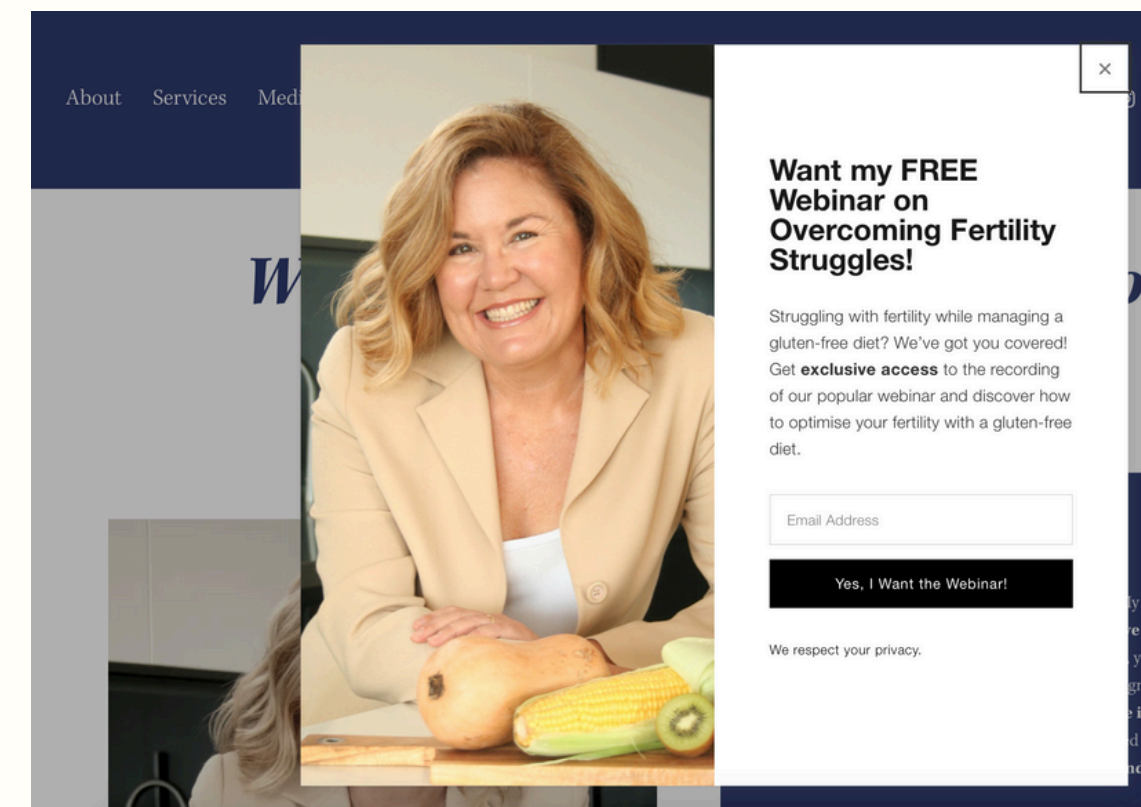 About Services
Want my FREE
Webinar on
Overcoming Fertility
Struggles!
Struggling with fertility while managing a
gluten-free diet? We've got you covered!
Get exclusive access to the recording
of our popular webinar and discover how
to optimise your fertility with a gluten-free
diet.
Email Address
Yes, I Want the Webinar!
We respect your privacy.